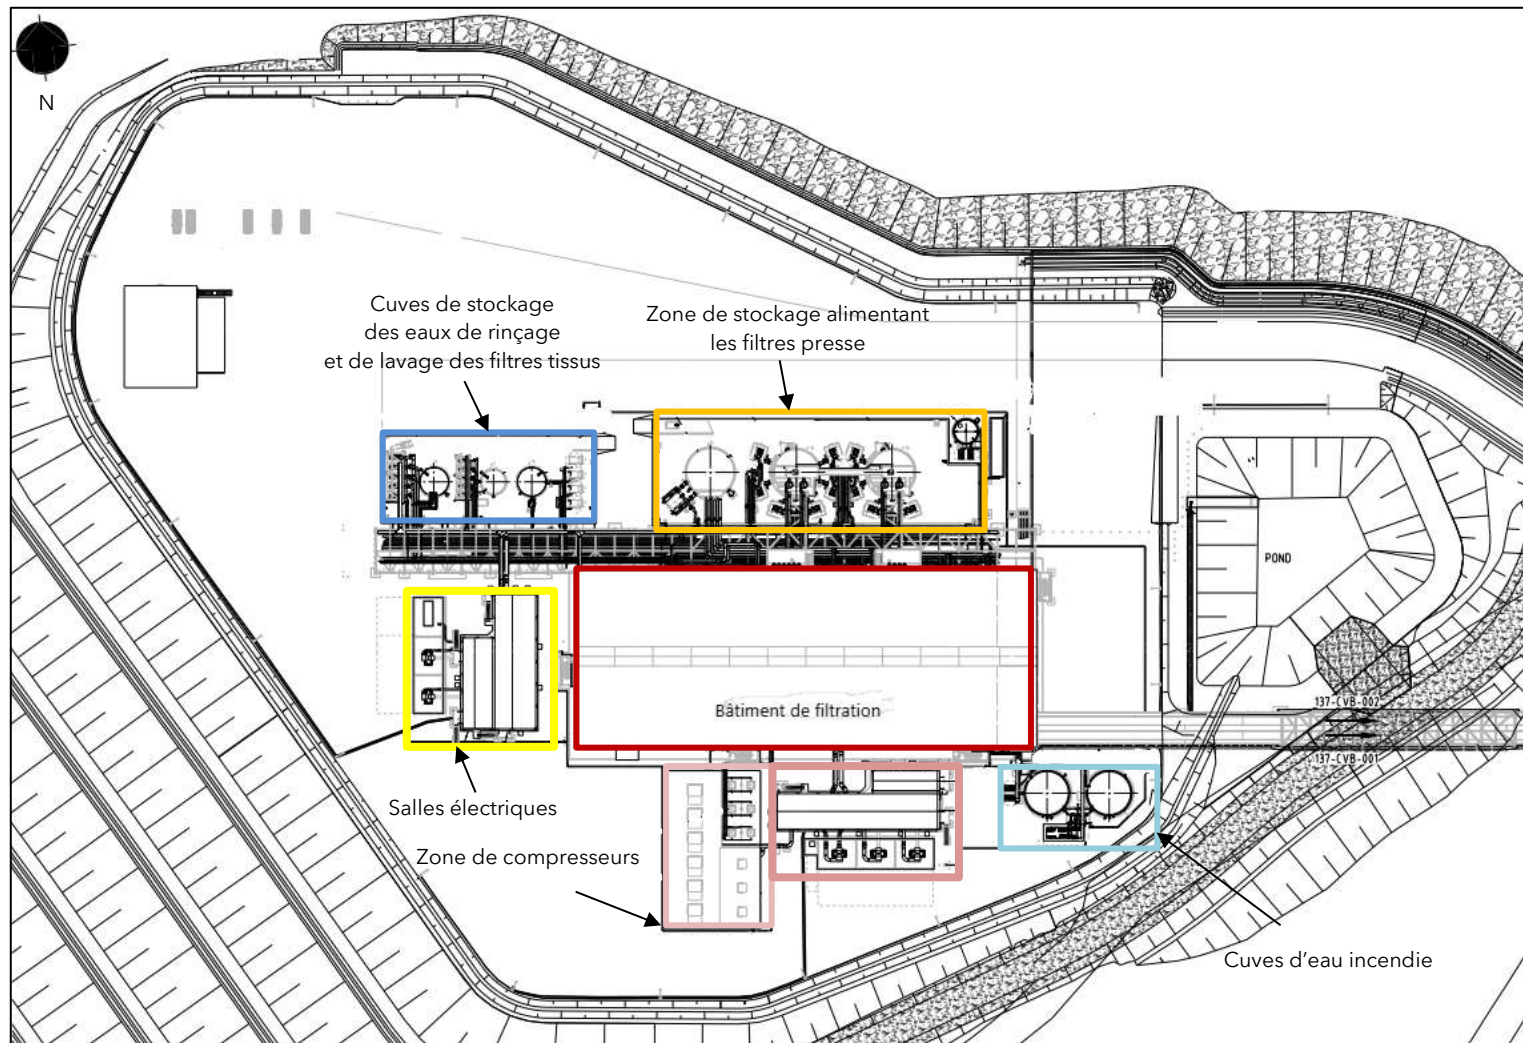 N
Cuves de stockage
des eaux de rinçage
et de lavage des filtres tissus
Zone de stockage alimentant
les filtres presse
POND
137-CVB-002
Bâtiment de filtration
137-CVB-001
Salles électriques
Zone de compresseurs
Cuves d'eau incendie